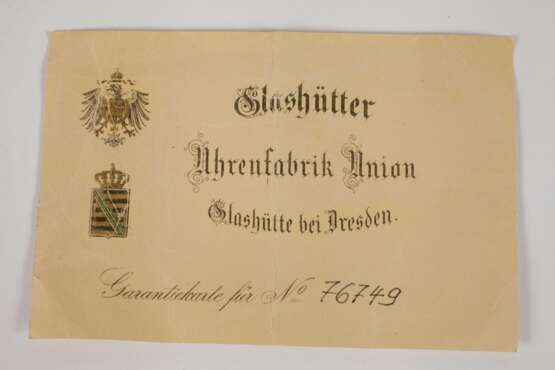 Glashütter
Uhrenfabrik Union
Glashütte bei Dresden.
Garantiekarte für No 76749